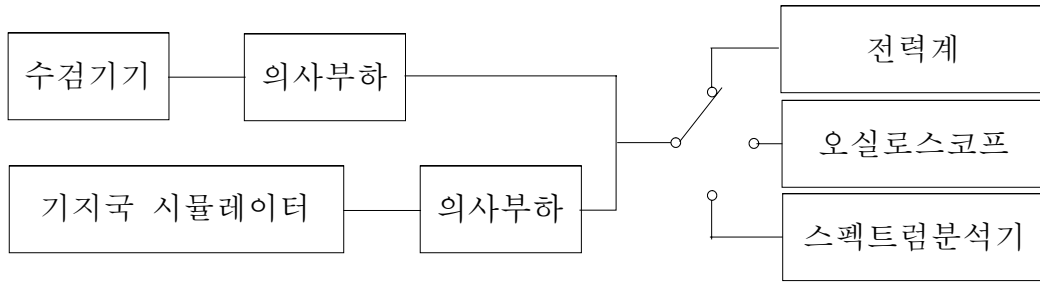 수검기기
의사부하
전력계
오실로스코프
기지국 시뮬레이터
의사부하
스펙트럼분석기